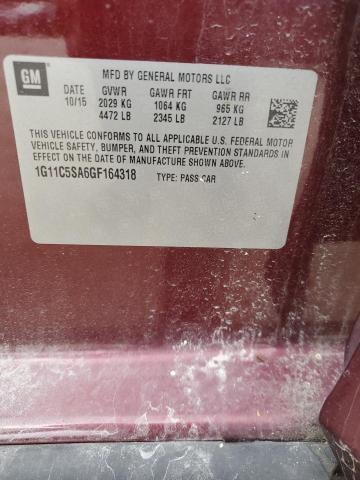 GM MFD BY GENERAL MOTORS LLC
DATE GVWR GAWR FRT GAWR RR
10/15 2029 KG 1064 KG 965 KG
4472 LB 2345 LB 2127 LB
THIS VEHICLE CONFORMS TO ALL APPLICABLE U.S. FEDERAL MOTOR
VEHICLE SAFETY, BUMPER, AND THEFT PREVENTION STANDARDS IN
EFFECT ON THE DATE OF MANUFACTURE SHOWN ABOVE.
1G11C5SA6GF164318 TYPE: PASS CAR